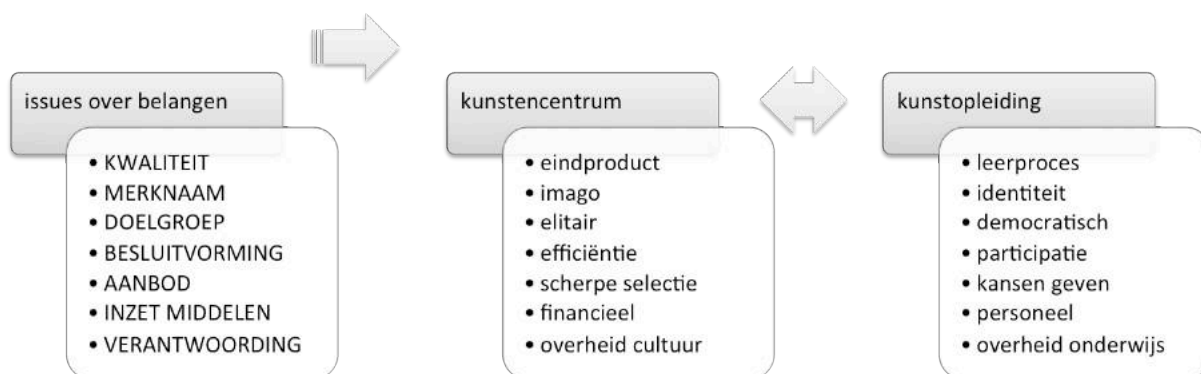 issues over belangen
• KWALITEIT
• MERKNAAM
• DOELGROEP
• BESLUITVORMING
• AANBOD
• INZET MIDDELEN
• VERANTWOORDING
kunstencentrum
• eindproduct
• imago
• elitair
• efficiëntie
• scherpe selectie
• financieel
• overheid cultuur
kunstopleiding
• leerproces
• identiteit
• democratisch
• participatie
• kansen geven
• personeel
• overheid onderwijs